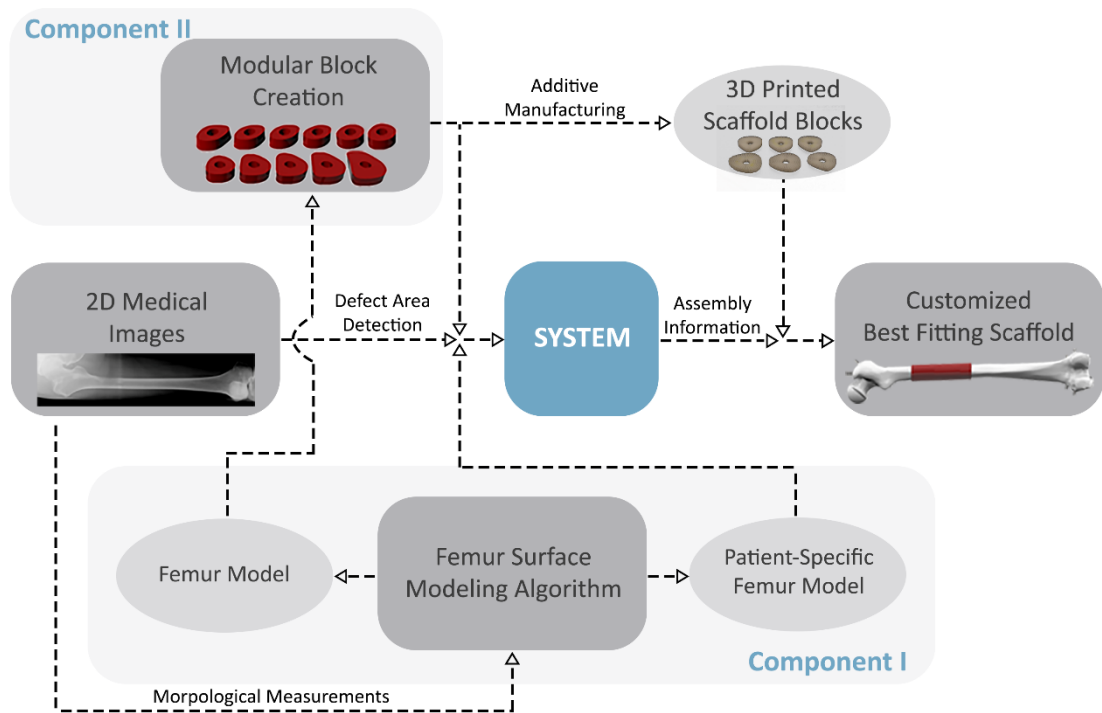 Component II
Modular Block
Creation
Additive
Manufacturing
3D Printed
Scaffold Blocks
2D Medical
Images
Defect Area
Detection
SYSTEM
Assembly
Information
Customized
Best Fitting Scaffold
Femur Model
Femur Surface
Modeling Algorithm
Patient-Specific
Femur Model
Component I
Morpological Measurements